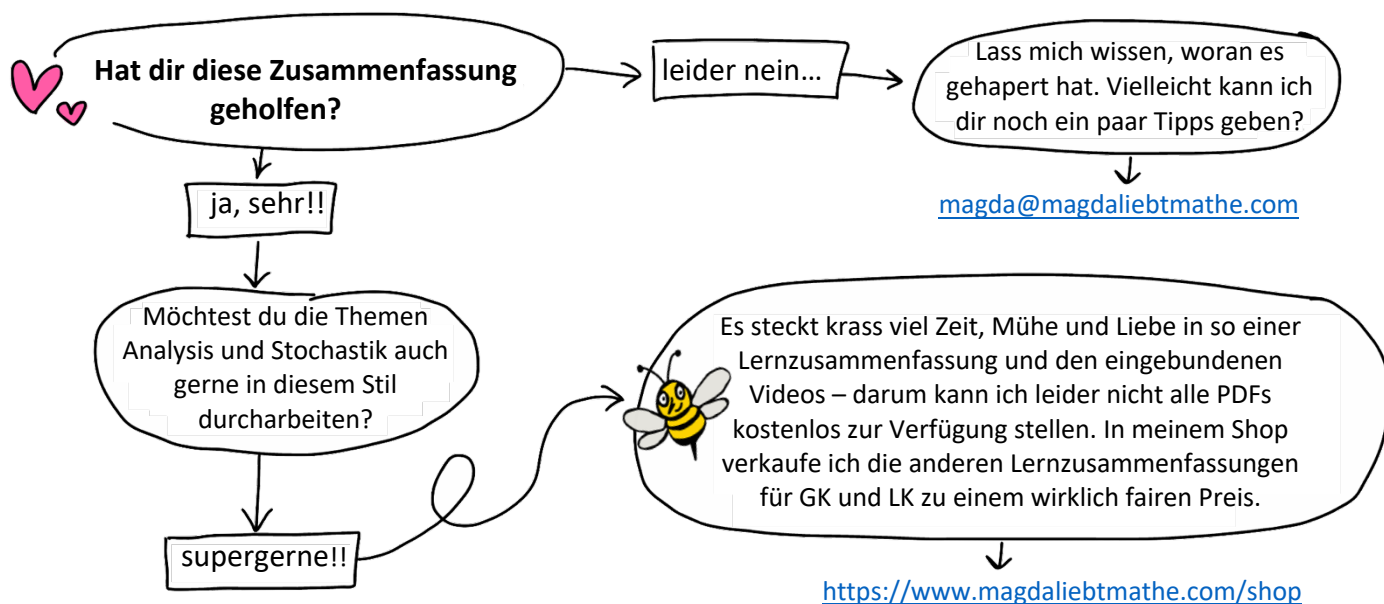 Hat dir diese Zusammenfassung
geholfen?
leider nein...
Lass mich wissen, woran es
gehapert hat. Vielleicht kann ich
dir noch ein paar Tipps geben?
magda@magdaliebtmathe.com
ja, sehr!!
Möchtest du die Themen
Analysis und Stochastik auch
gerne in diesem Stil
durcharbeiten?
supergerne!!
Es steckt krass viel Zeit, Mühe und Liebe in so einer
Lernzusammenfassung und den eingebundenen
Videos – darum kann ich leider nicht alle PDFs
kostenlos zur Verfügung stellen. In meinem Shop
verkaufe ich die anderen Lernzusammenfassungen
für GK und LK zu einem wirklich fairen Preis.
https://www.magdaliebtmathe.com/shop